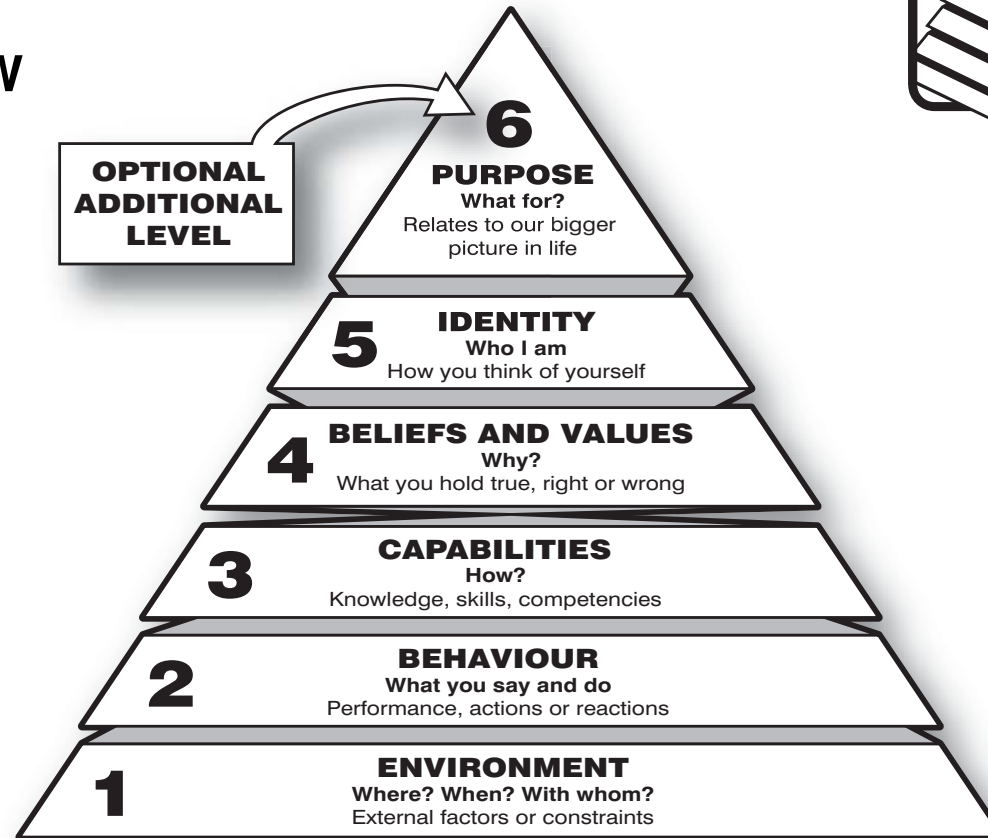 W
OPTIONAL
ADDITIONAL
LEVEL
6
PURPOSE
What for?
Relates to our bigger
picture in life
5
IDENTITY
Who I am
How you think of yourself
4
BELIEFS AND VALUES
Why?
What you hold true, right or wrong
3
CAPABILITIES
How?
Knowledge, skills, competencies
2
BEHAVIOUR
What you say and do
Performance, actions or reactions
1
ENVIRONMENT
Where? When? With whom?
External factors or constraints